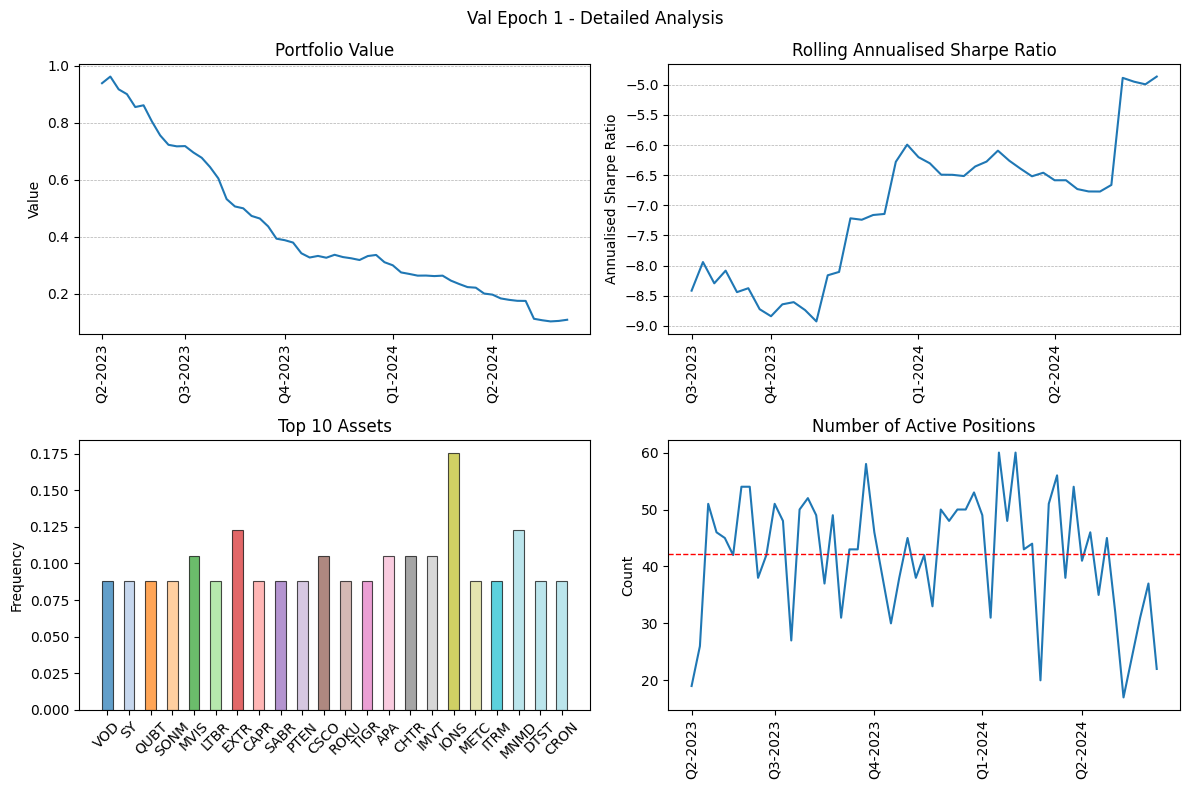 Val Epoch 1 - Detailed Analysis
Portfolio Value
Value
1.0
0.8
0.6
0.4
0.2
Q2-2023
Q3-2023
Q4-2023
Q1-2024
Q2-2024
Rolling Annualised Sharpe Ratio
Annualised Sharpe Ratio
−5.0
−5.5
−6.0
−6.5
−7.0
−7.5
−8.0
−8.5
−9.0
Q3-2023
Q4-2023
Q1-2024
Q2-2024
Top 10 Assets
Frequency
0.175
0.150
0.125
0.100
0.075
0.050
0.025
0.000
VOD
SY
QUBT
SONM
MVIS
LTBR
EXTR
CAPR
SABR
PTEN
CSCO
ROKU
TIGR
APA
CHTR
IMVT
IONS
METC
ITRM
MNMD
DTST
CRON
Number of Active Positions
Count
60
50
40
30
20
Q2-2023
Q3-2023
Q4-2023
Q1-2024
Q2-2024